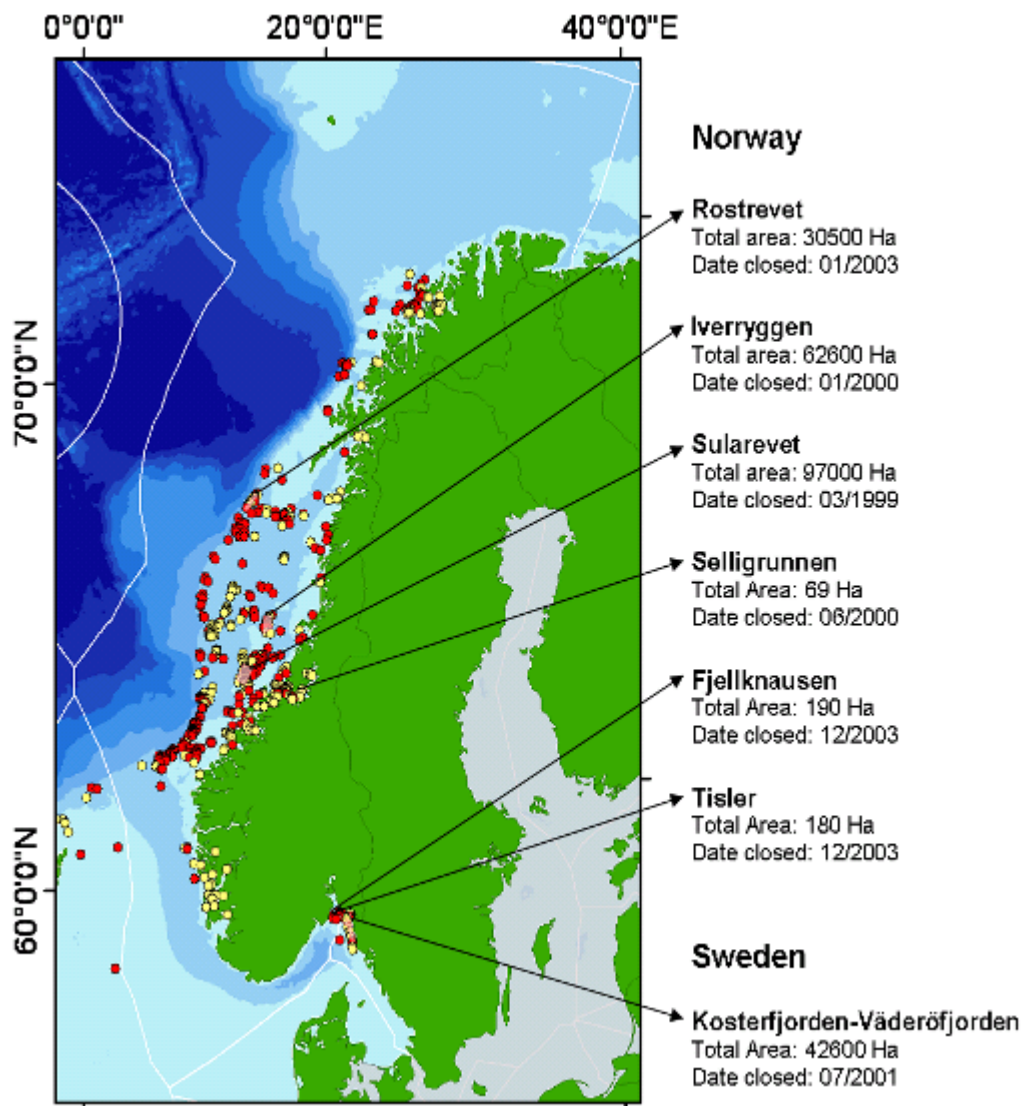 0°0'0"
20°0'0"E
40°0'0"E
70°0'0"N
60°0'0"N
Norway
Rostrevet
Total area: 30500 Ha
Date closed: 01/2003
Iverryggen
Total area: 62600 Ha
Date closed: 01/2000
Sularevet
Total area: 97000 Ha
Date closed: 03/1999
Selligrunnen
Total Area: 69 Ha
Date closed: 06/2000
Fjellknausen
Total Area: 190 Ha
Date closed: 12/2003
Tisler
Total Area: 180 Ha
Date closed: 12/2003
Sweden
Kosterfjorden-Väderöfjorden
Total Area: 42600 Ha
Date closed: 07/2001